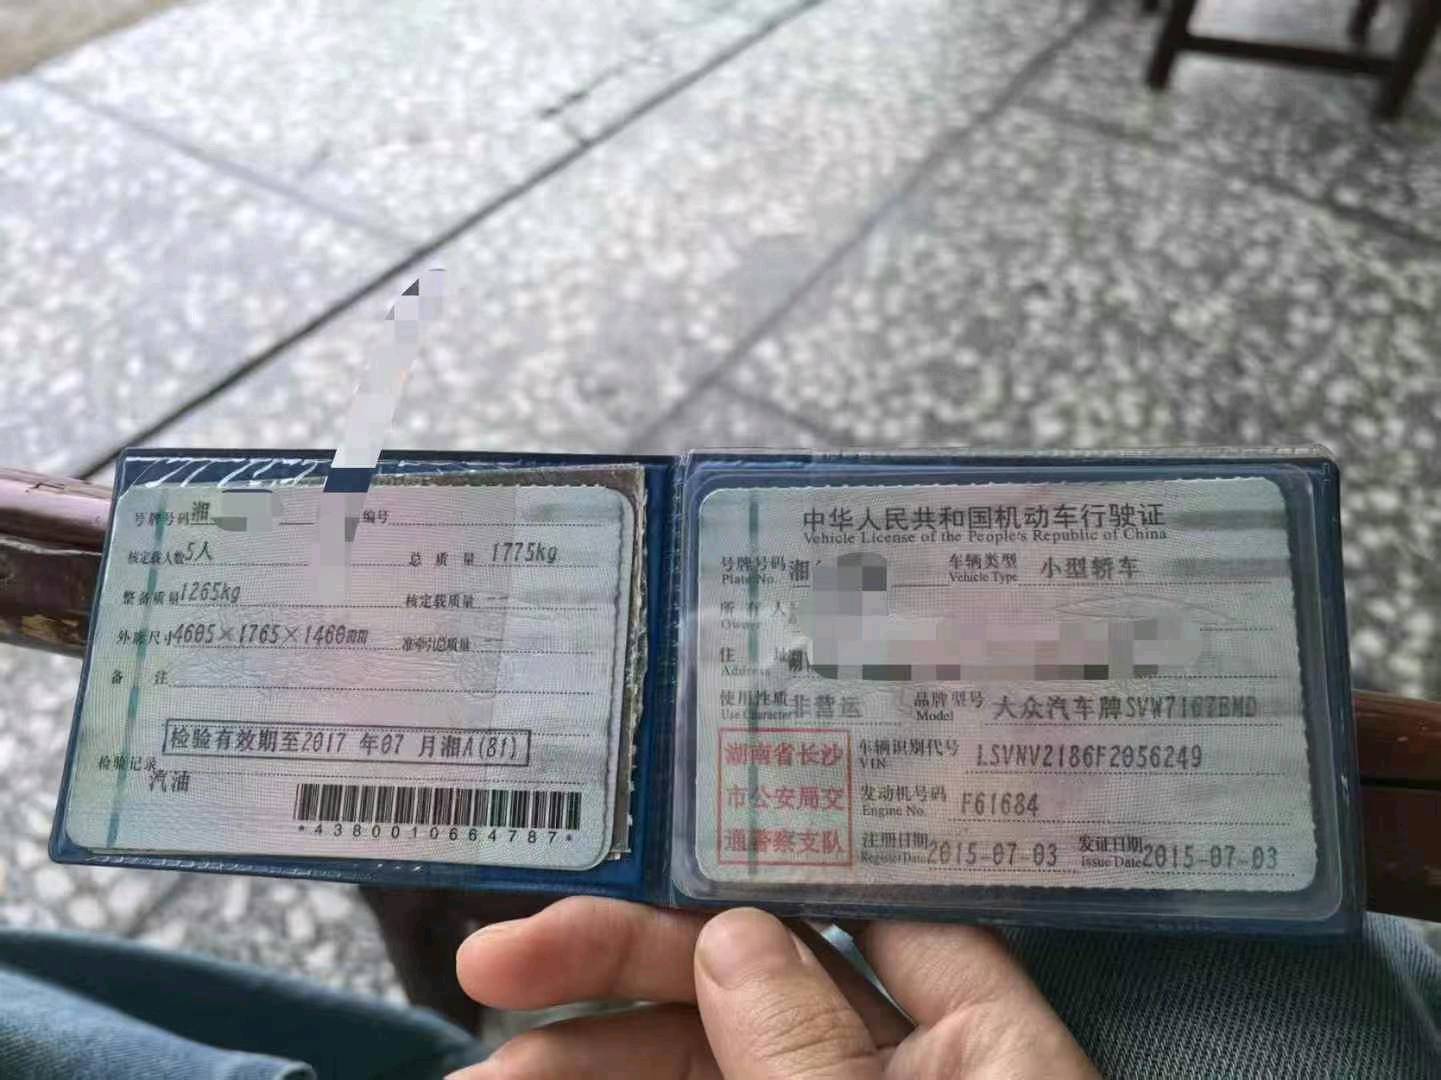 号牌号码 湘 编号
核定载人数 5人 总质量 1775kg
整备质量 1265kg 核定载质量 --
外廓尺寸 4605×1765×1460mm 准牵引总质量 --
备注
检验有效期至2017 年07 月湘A(81)
检验记录
汽油
*4380010664787*
中华人民共和国机动车行驶证
Vehicle License of the People's Republic of China
号牌号码 湘 车辆类型 小型轿车
Plate No. Vehicle Type
所有人
Owner
住址 湖
Address
使用性质 非营运 品牌型号 大众汽车牌SVW7167BMD
Use Character Model
湖南省长沙
市公安局交
通警察支队
车辆识别代号 LSVNV2186F2056249
VIN
发动机号码 F61684
Engine No.
注册日期 2015-07-03 发证日期 2015-07-03
Register Date Issue Date